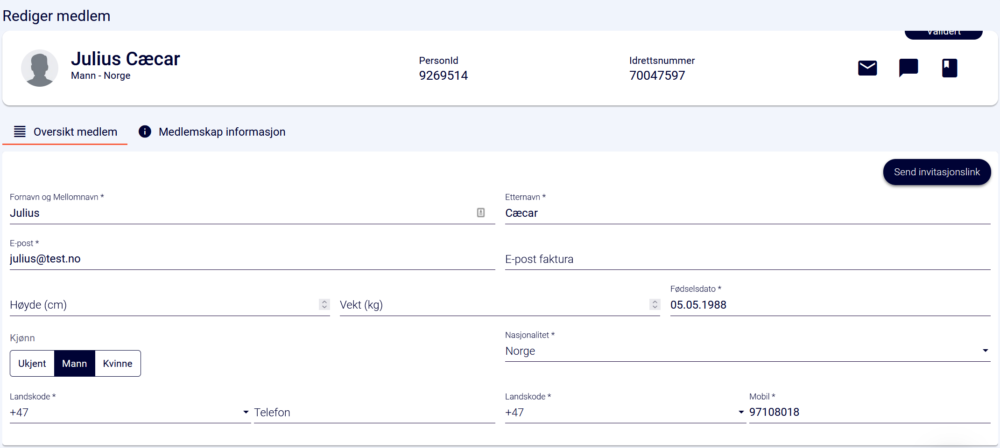 Rediger medlem
Validert
Julius Cæcar
Mann - Norge
PersonId
9269514
Idrettsnummer
70047597
Oversikt medlem
Medlemskap informasjon
Send invitasjonslink
Fornavn og Mellomnavn *
Julius
Etternavn *
Cæcar
E-post *
julius@test.no
E-post faktura
Høyde (cm)
Vekt (kg)
Fødselsdato *
05.05.1988
Kjønn
Ukjent Mann Kvinne
Nasjonalitet *
Norge
Landskode *
+47
Telefon
Landskode *
+47
Mobil *
97108018